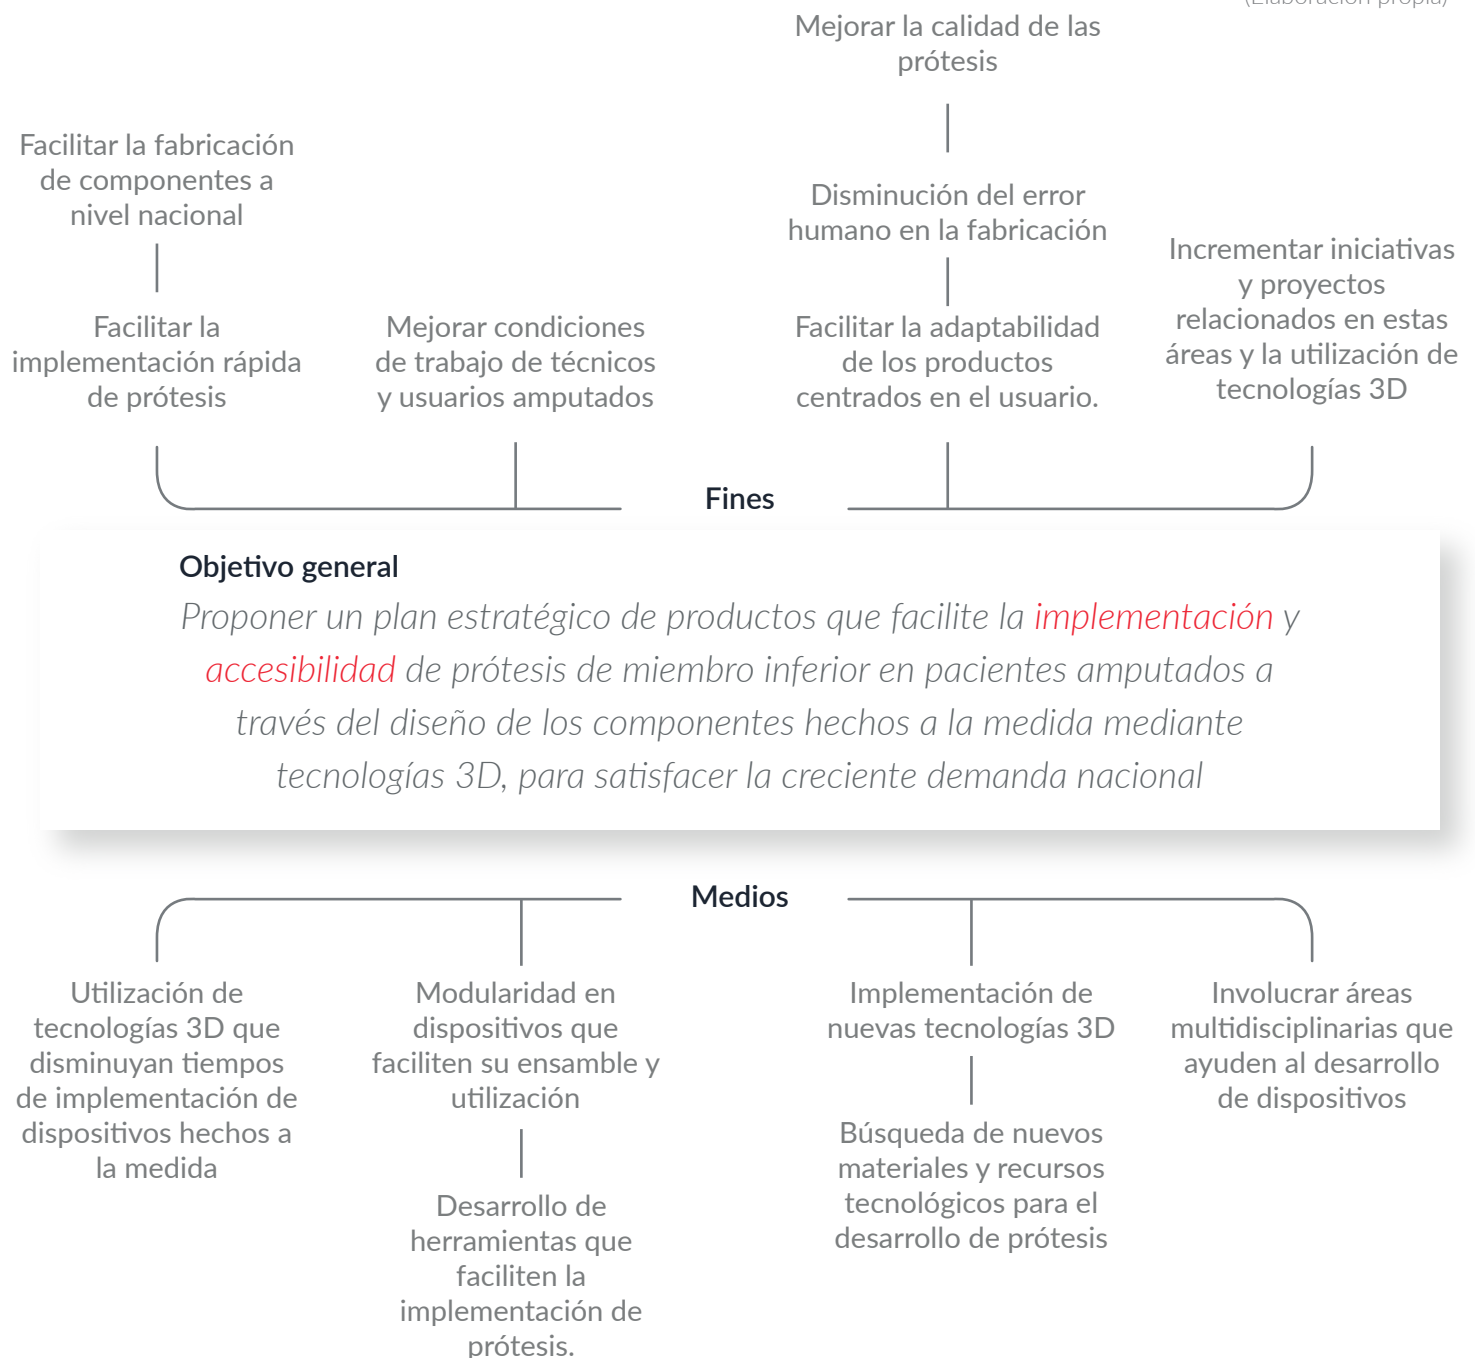 (Elaboración propia)
Mejorar la calidad de las
prótesis
Facilitar la fabricación
de componentes a
nivel nacional
Disminución del error
humano en la fabricación
Incrementar iniciativas
y proyectos
relacionados en estas
áreas y la utilización de
tecnologías 3D
Facilitar la
implementación rápida
de prótesis
Mejorar condiciones
de trabajo de técnicos
y usuarios amputados
Facilitar la adaptabilidad
de los productos
centrados en el usuario.
Fines
Objetivo general
Proponer un plan estratégico de productos que facilite la implementación y
accesibilidad de prótesis de miembro inferior en pacientes amputados a
través del diseño de los componentes hechos a la medida mediante
tecnologías 3D, para satisfacer la creciente demanda nacional
Medios
Utilización de
tecnologías 3D que
disminuyan tiempos
de implementación de
dispositivos hechos a
la medida
Modularidad en
dispositivos que
faciliten su ensamble y
utilización
Desarrollo de
herramientas que
faciliten la
implementación de
prótesis.
Implementación de
nuevas tecnologías 3D
Búsqueda de nuevos
materiales y recursos
tecnológicos para el
desarrollo de prótesis
Involucrar áreas
multidisciplinarias que
ayuden al desarrollo
de dispositivos